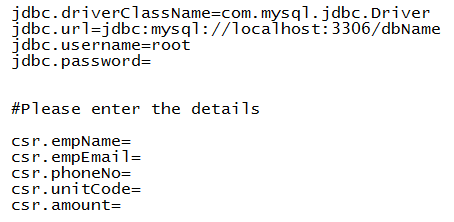 jdbc.driverClassName=com.mysql.jdbc.Driver
jdbc.url=jdbc:mysql://localhost:3306/dbName
jdbc.username=root
jdbc.password=
#Please enter the details
csr.empName=
csr.empEmail=
csr.phoneNo=
csr.unitCode=
csr.amount=